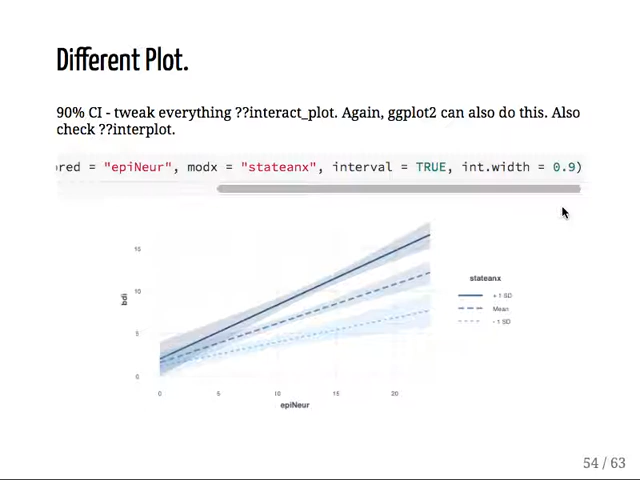 Different Plot.
90% CI - tweak everything ??interact_plot. Again, ggplot2 can also do this. Also
check ??interplot.
pred = "epiNeur", modx = "stateanx", interval = TRUE, int.width = 0.9)
15
10
5
0
bdi
0 5 10 15 20
epiNeur
stateanx
+ 1 SD
Mean
- 1 SD
54 / 63